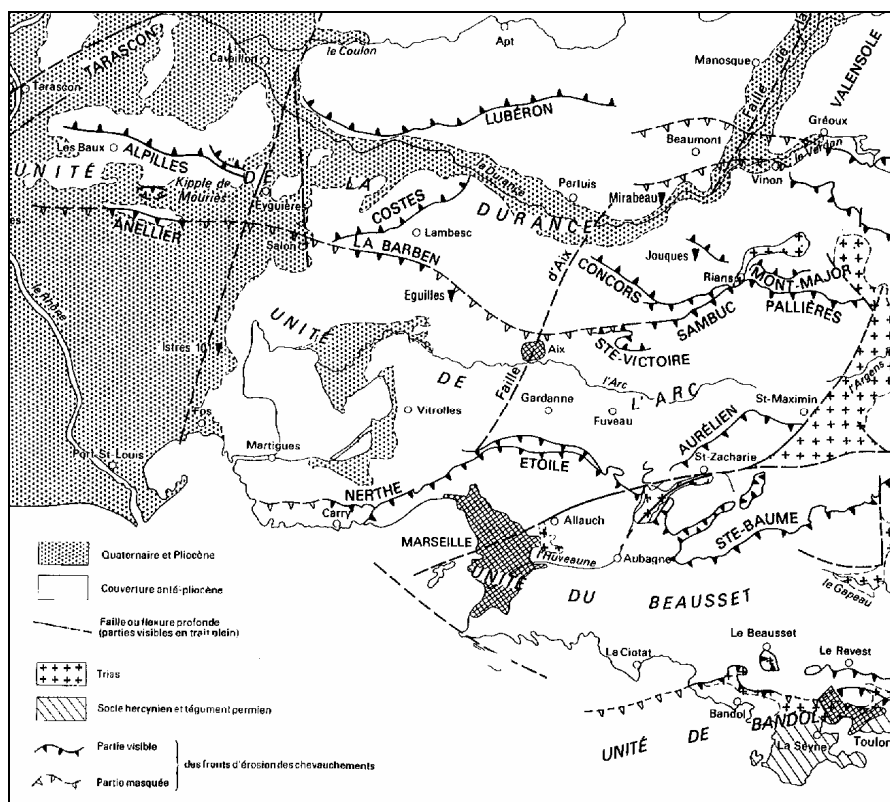 Apt
Manosque
Faille de
VALENSOLE
Cavaillon
le Coulon
TARASCON
Tarascon
LUBÉRON
Gréoux
Beaumont
le Verdon
Vinon
Les Baux
ALPILLES
UNITÉ
DE
LA
DURANCE
la Durance
Kipple de
Mouriès
Eyguière
COSTES
Pertuis
Mirabeau
ANELLIER
Salon
Lambesc
LA BARBEN
Jouques
CONCORS
Rians
MONT-MAJOR
PALLIÈRES
SAMBUC
Eguilles
Faille d'Aix
le Rhône
UNITÉ
DE
L'ARC
Istres
STE-VICTOIRE
Aix
l'Arc
l'Argens
Vitrolles
Gardanne
Fuveau
St-Maximin
Fos
AURÉLIEN
Port-St-Louis
Martigues
ETOILE
St-Zacharie
NERTHE
Carry
Allauch
STE-BAUME
MARSEILLE
l'Huveaune
Aubagne
UNITÉ
DU
BEAUSSET
le Gapeau
Le Beausset
La Ciotat
Le Revest
Bandol
UNITÉ DE BANDOL
La Seyne
Toulon
Quaternaire et Pliocène
Couverture anté-pliocène
Faille ou flexure profonde
(parties visibles en trait plein)
Trias
Socle hercynien et tégument permien
Partie visible
Partie masquée
des fronts d'érosion des chevauchements